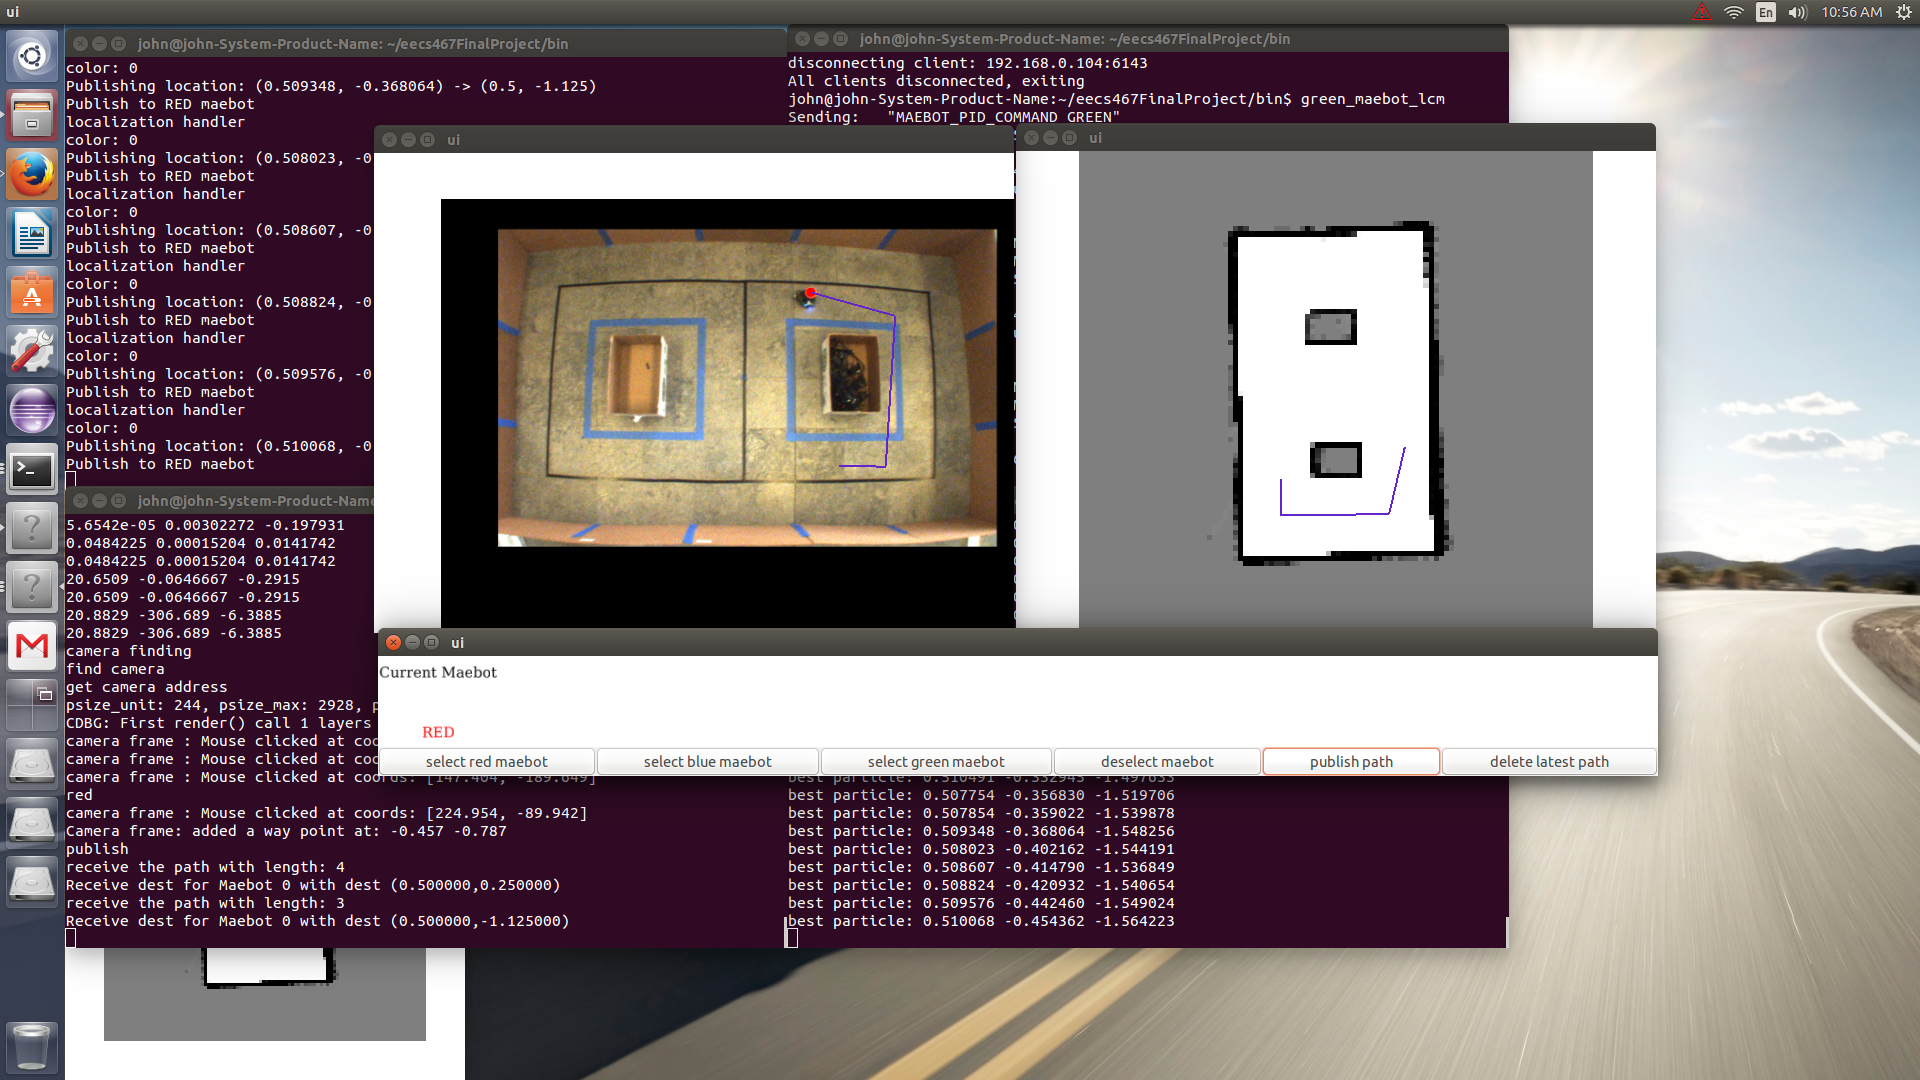 ui
En
10:56 AM
john@john-System-Product-Name: ~/eecs467FinalProject/bin
color: 0
Publishing location: (0.509348, -0.368064) -> (0.5, -1.125)
Publish to RED maebot
localization handler
color: 0
Publishing location: (0.508023, -0
Publish to RED maebot
localization handler
color: 0
Publishing location: (0.508607, -0
Publish to RED maebot
localization handler
color: 0
Publishing location: (0.508824, -0
Publish to RED maebot
localization handler
color: 0
Publishing location: (0.509576, -0
Publish to RED maebot
localization handler
color: 0
Publishing location: (0.510068, -0
Publish to RED maebot
john@john-System-Product-Name: ~/eecs467FinalProject/bin
disconnecting client: 192.168.0.104:6143
All clients disconnected, exiting
john@john-System-Product-Name:~/eecs467FinalProject/bin$ green_maebot_lcm
Sending:   "MAEBOT_PID_COMMAND_GREEN"
ui
ui
john@john-System-Product-Name
5.6542e-05 0.00302272 -0.197931
0.0484225 0.00015204 0.0141742
0.0484225 0.00015204 0.0141742
20.6509 -0.0646667 -0.2915
20.6509 -0.0646667 -0.2915
20.8829 -306.689 -6.3885
20.8829 -306.689 -6.3885
camera finding
find camera
get camera address
psize_unit: 244, psize_max: 2928, p
CDBG: First render() call 1 layers
camera frame : Mouse clicked at coo
camera frame : Mouse clicked at coo
camera frame : Mouse clicked at coords: [147.404, -189.649]
red
camera frame : Mouse clicked at coords: [224.954, -89.942]
Camera frame: added a way point at: -0.457 -0.787
publish
receive the path with length: 4
Receive dest for Maebot 0 with dest (0.500000,0.250000)
receive the path with length: 3
Receive dest for Maebot 0 with dest (0.500000,-1.125000)
ui
Current Maebot
RED
select red maebot
select blue maebot
select green maebot
deselect maebot
publish path
delete latest path
best particle: 0.510491 -0.332943 -1.497633
best particle: 0.507754 -0.356830 -1.519706
best particle: 0.507854 -0.359022 -1.539878
best particle: 0.509348 -0.368064 -1.548256
best particle: 0.508023 -0.402162 -1.544191
best particle: 0.508607 -0.414790 -1.536849
best particle: 0.508824 -0.420932 -1.540654
best particle: 0.509576 -0.442460 -1.549024
best particle: 0.510068 -0.454362 -1.564223